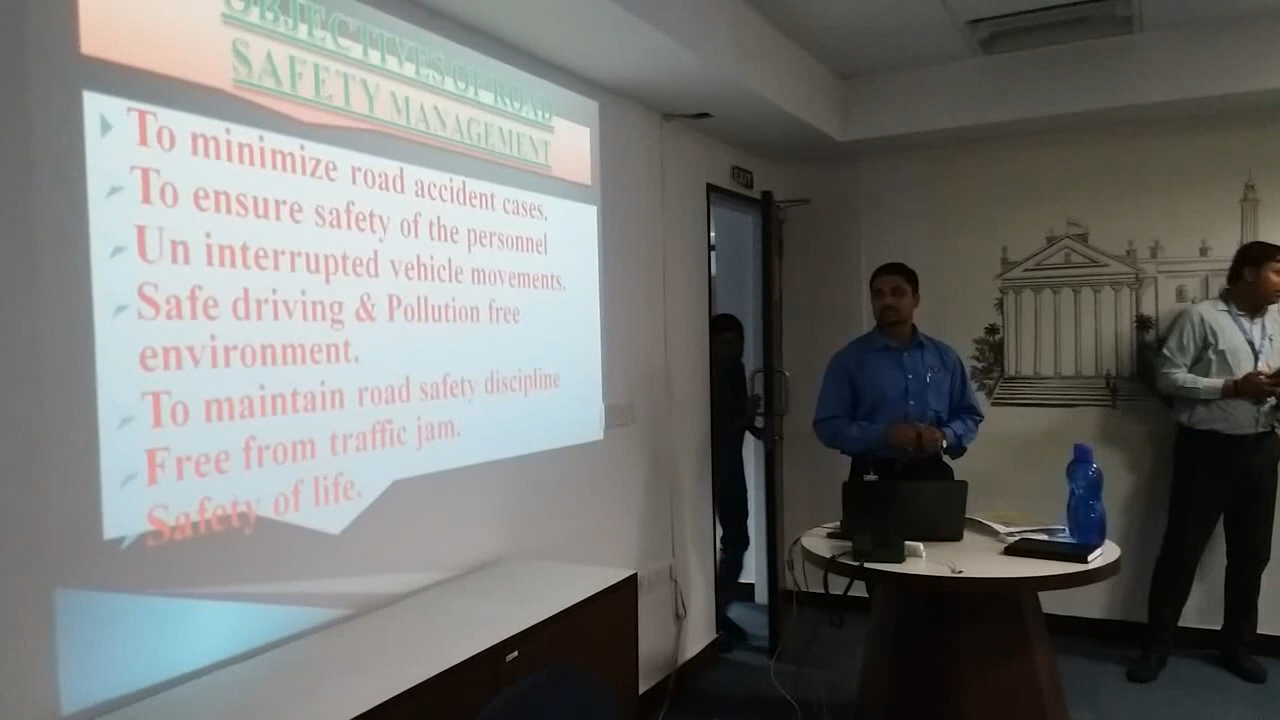 OBJECTIVES OF ROAD
SAFETY MANAGEMENT
To minimize road accident cases.
To ensure safety of the personnel
Un interrupted vehicle movements.
Safe driving & Pollution free
environment.
To maintain road safety discipline
Free from traffic jam.
Safety of life.
EXIT